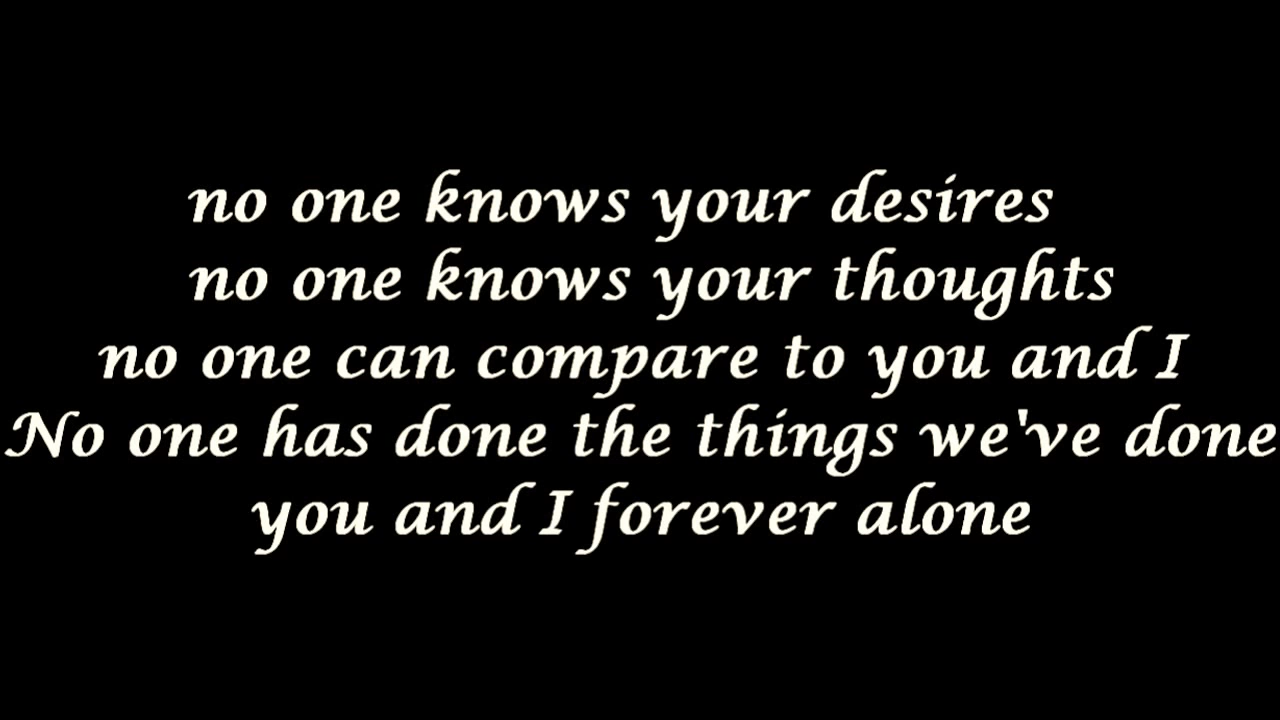 no one knows your desires
no one knows your thoughts
no one can compare to you and I
No one has done the things we've done
you and I forever alone